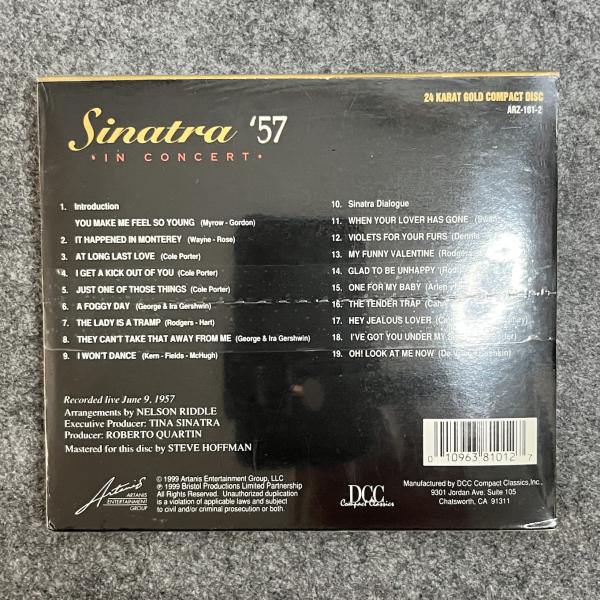 24 KARAT GOLD COMPACT DISC
ARZ-101-2
Sinatra '57
• IN CONCERT •
1. Introduction
YOU MAKE ME FEEL SO YOUNG (Myrow - Gordon)
2. IT HAPPENED IN MONTEREY (Wayne - Rose)
3. AT LONG LAST LOVE (Cole Porter)
4. I GET A KICK OUT OF YOU (Cole Porter)
5. JUST ONE OF THOSE THINGS (Cole Porter)
6. A FOGGY DAY (George & Ira Gershwin)
7. THE LADY IS A TRAMP (Rodgers - Hart)
8. THEY CAN'T TAKE THAT AWAY FROM ME (George & Ira Gershwin)
9. I WON'T DANCE (Kern - Fields - McHugh)
10. Sinatra Dialogue
11. WHEN YOUR LOVER HAS GONE
12. VIOLETS FOR YOUR FURS
13. MY FUNNY VALENTINE
14. GLAD TO BE UNHAPPY
15. ONE FOR MY BABY (Arlen
16. THE TENDER TRAP
17. HEY JEALOUS LOVER
18. I'VE GOT YOU UNDER MY
19. OH! LOOK AT ME NOW
Recorded live June 9, 1957
Arrangements by NELSON RIDDLE
Executive Producer: TINA SINATRA
Producer: ROBERTO QUARTIN
Mastered for this disc by STEVE HOFFMAN
0 10963 81012 7
Artanis
ARTANIS
ENTERTAINMENT
GROUP
© 1999 Artanis Entertainment Group, LLC
℗ 1999 Bristol Productions Limited Partnership
All Rights Reserved. Unauthorized duplication
is a violation of applicable laws and subject
to civil and/or criminal prosecution or both.
DCC
Compact Classics
Manufactured by DCC Compact Classics, Inc.,
9301 Jordan Ave. Suite 105
Chatsworth, CA 91311